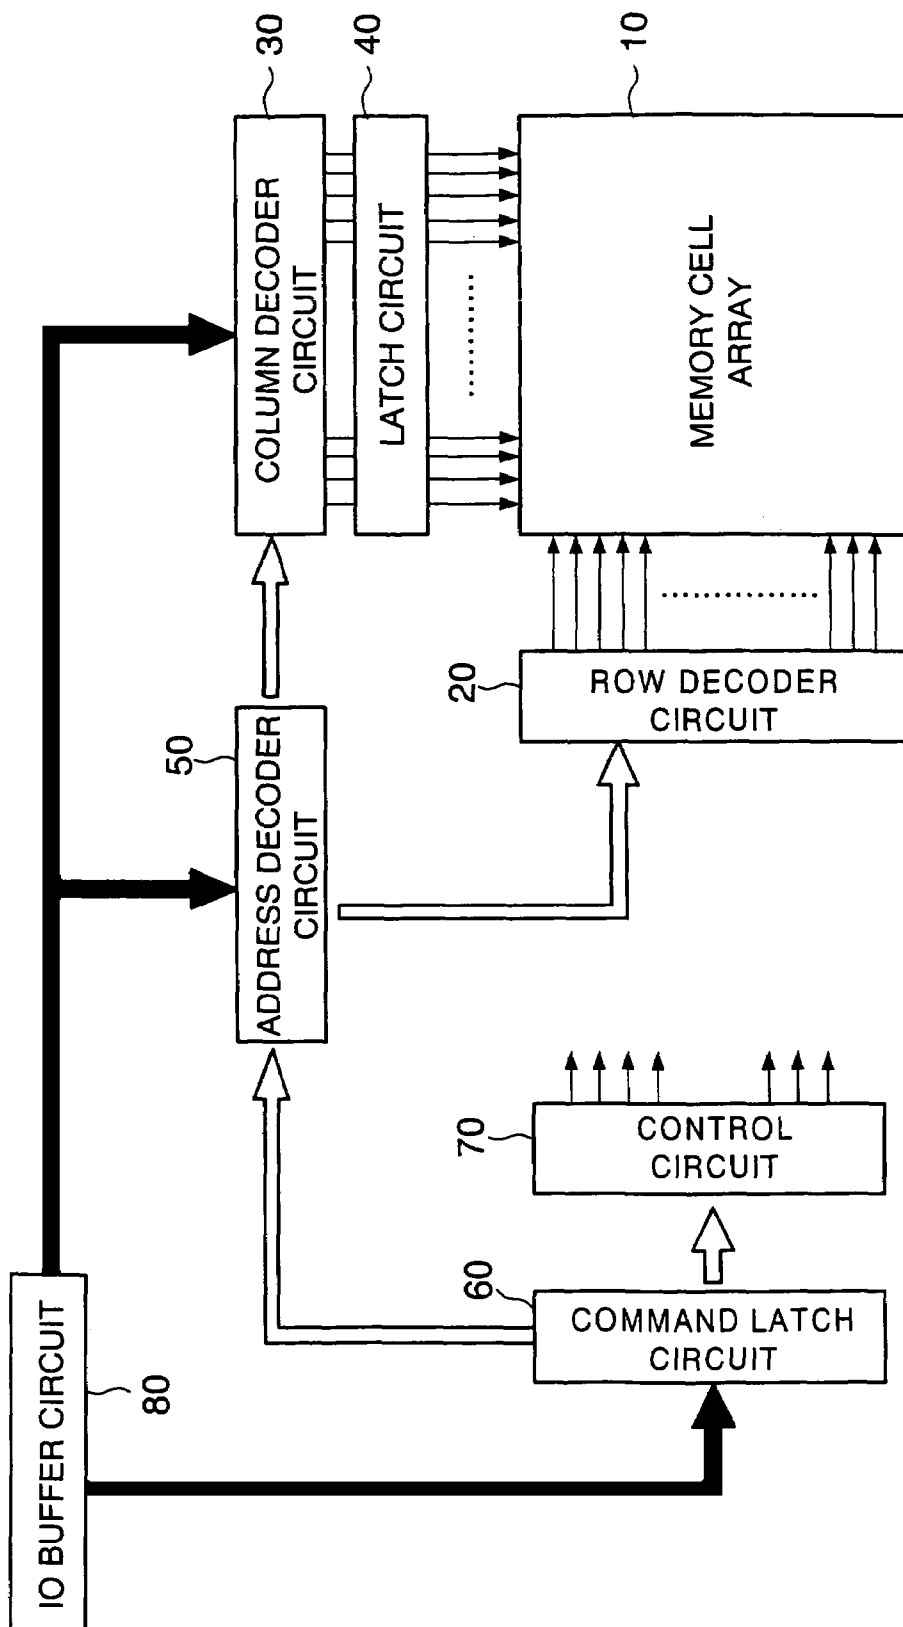 IO BUFFER CIRCUIT
80
COLUMN DECODER
CIRCUIT
30
LATCH CIRCUIT
40
MEMORY CELL
ARRAY
10
ADDRESS DECODER
CIRCUIT
50
ROW DECODER
CIRCUIT
20
CONTROL
CIRCUIT
70
COMMAND LATCH
CIRCUIT
60